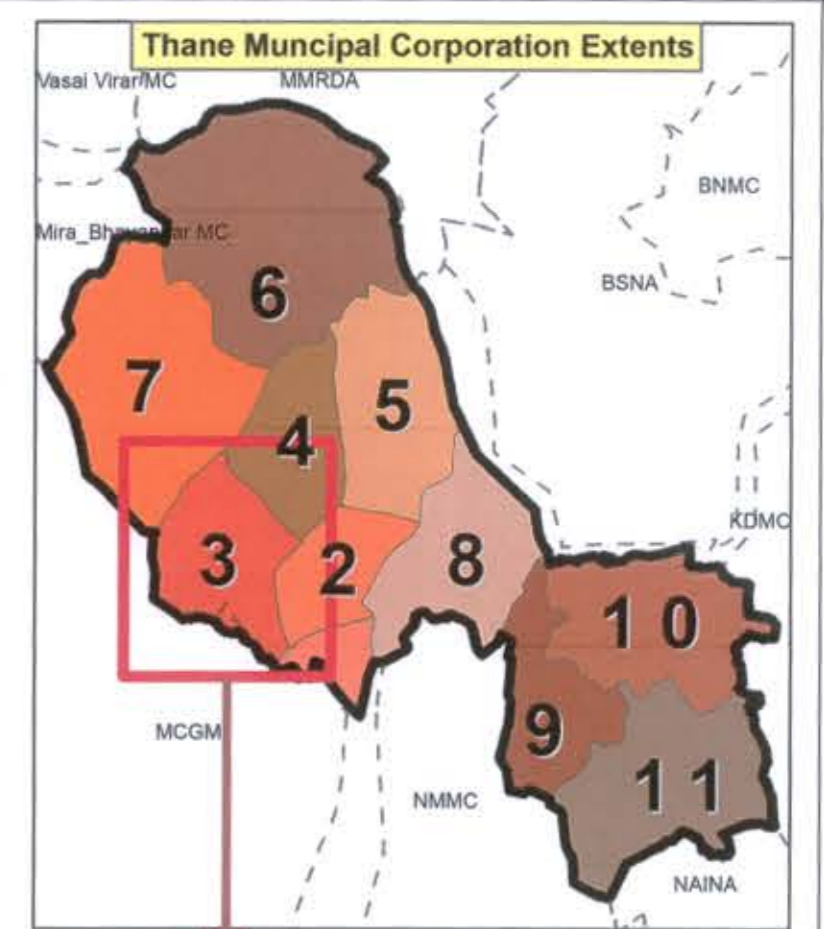 Thane Muncipal Corporation Extents
Vasai Virar MC
MMRDA
BNMC
Mira_Bhayandar MC
BSNA
6
7
5
4
KDMC
3
2
8
10
9
MCGM
11
NMMC
NAINA